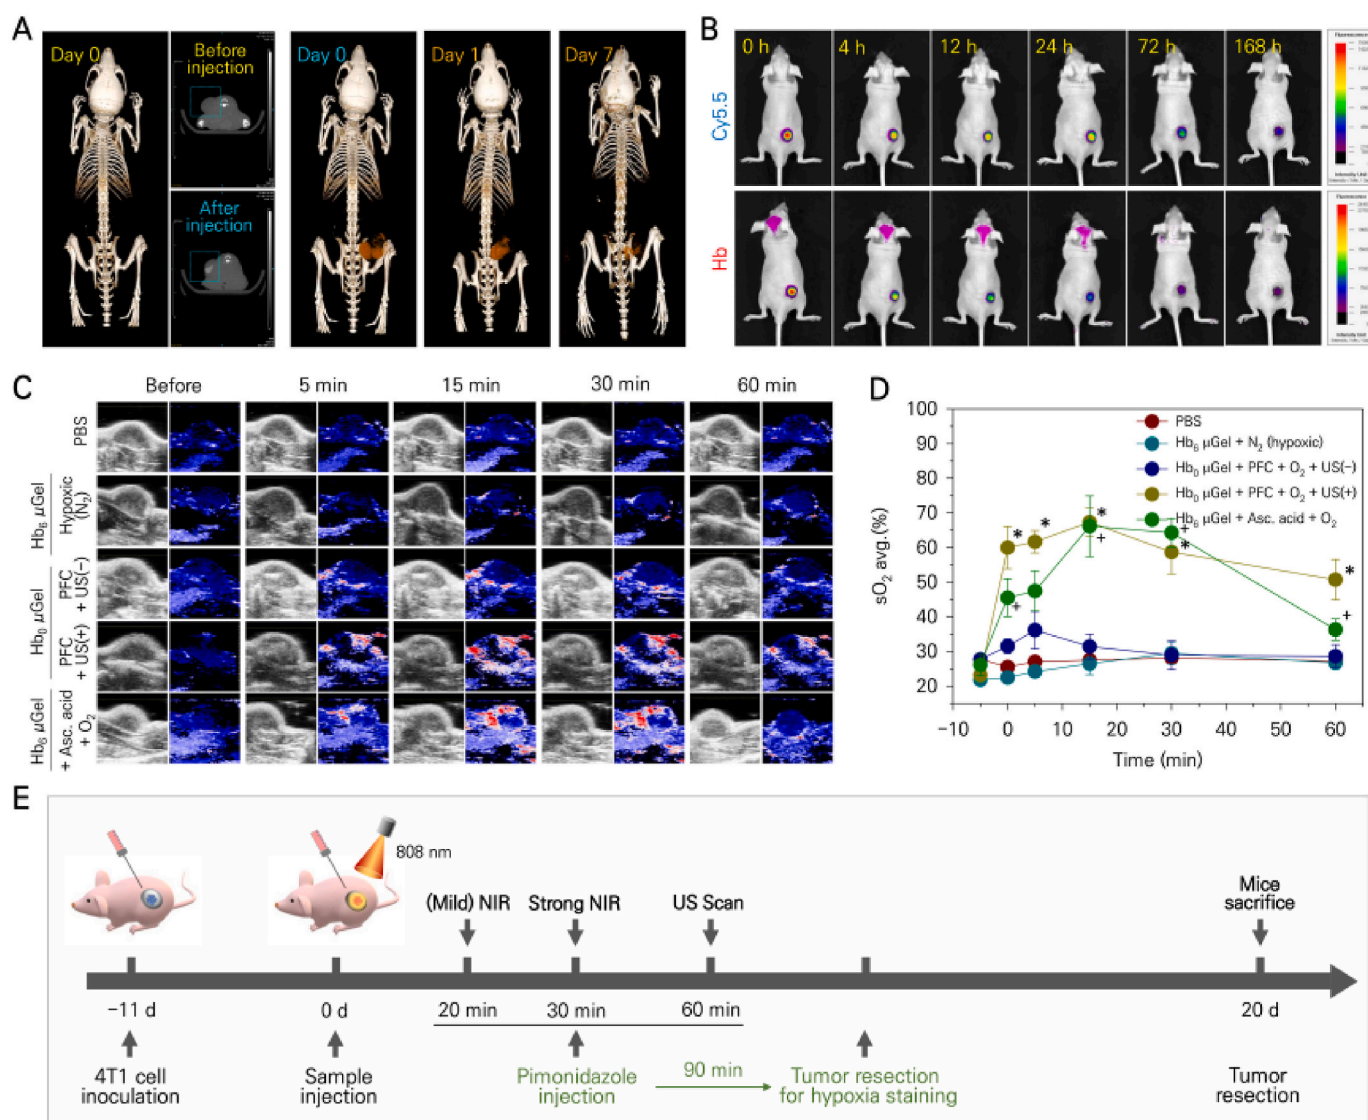 A
Day 0
Before
injection
After
injection
Day 0
Day 1
Day 7
B
0 h
4 h
12 h
24 h
72 h
168 h
Cy5.5
Hb
Fluorescence
Fluorescence
C
Before
5 min
15 min
30 min
60 min
PBS
Hb6 μGel
Hypoxic
(N2)
Hb0 μGel
PFC
+ US(−)
PFC
+ US(+)
Hb6 μGel
+ Asc. acid
+ O2
D
sO2 avg.(%)
100
90
80
70
60
50
40
30
20
PBS
Hb6 μGel + N2 (hypoxic)
Hb0 μGel + PFC + O2 + US(−)
Hb0 μGel + PFC + O2 + US(+)
Hb6 μGel + Asc. acid + O2
* * * * *
+ + + +
−10 0 10 20 30 40 50 60
Time (min)
E
808 nm
(Mild) NIR
Strong NIR
US Scan
Mice
sacrifice
−11 d
0 d
20 min
30 min
60 min
20 d
4T1 cell
inoculation
Sample
injection
Pimonidazole
injection
90 min
Tumor resection
for hypoxia staining
Tumor
resection